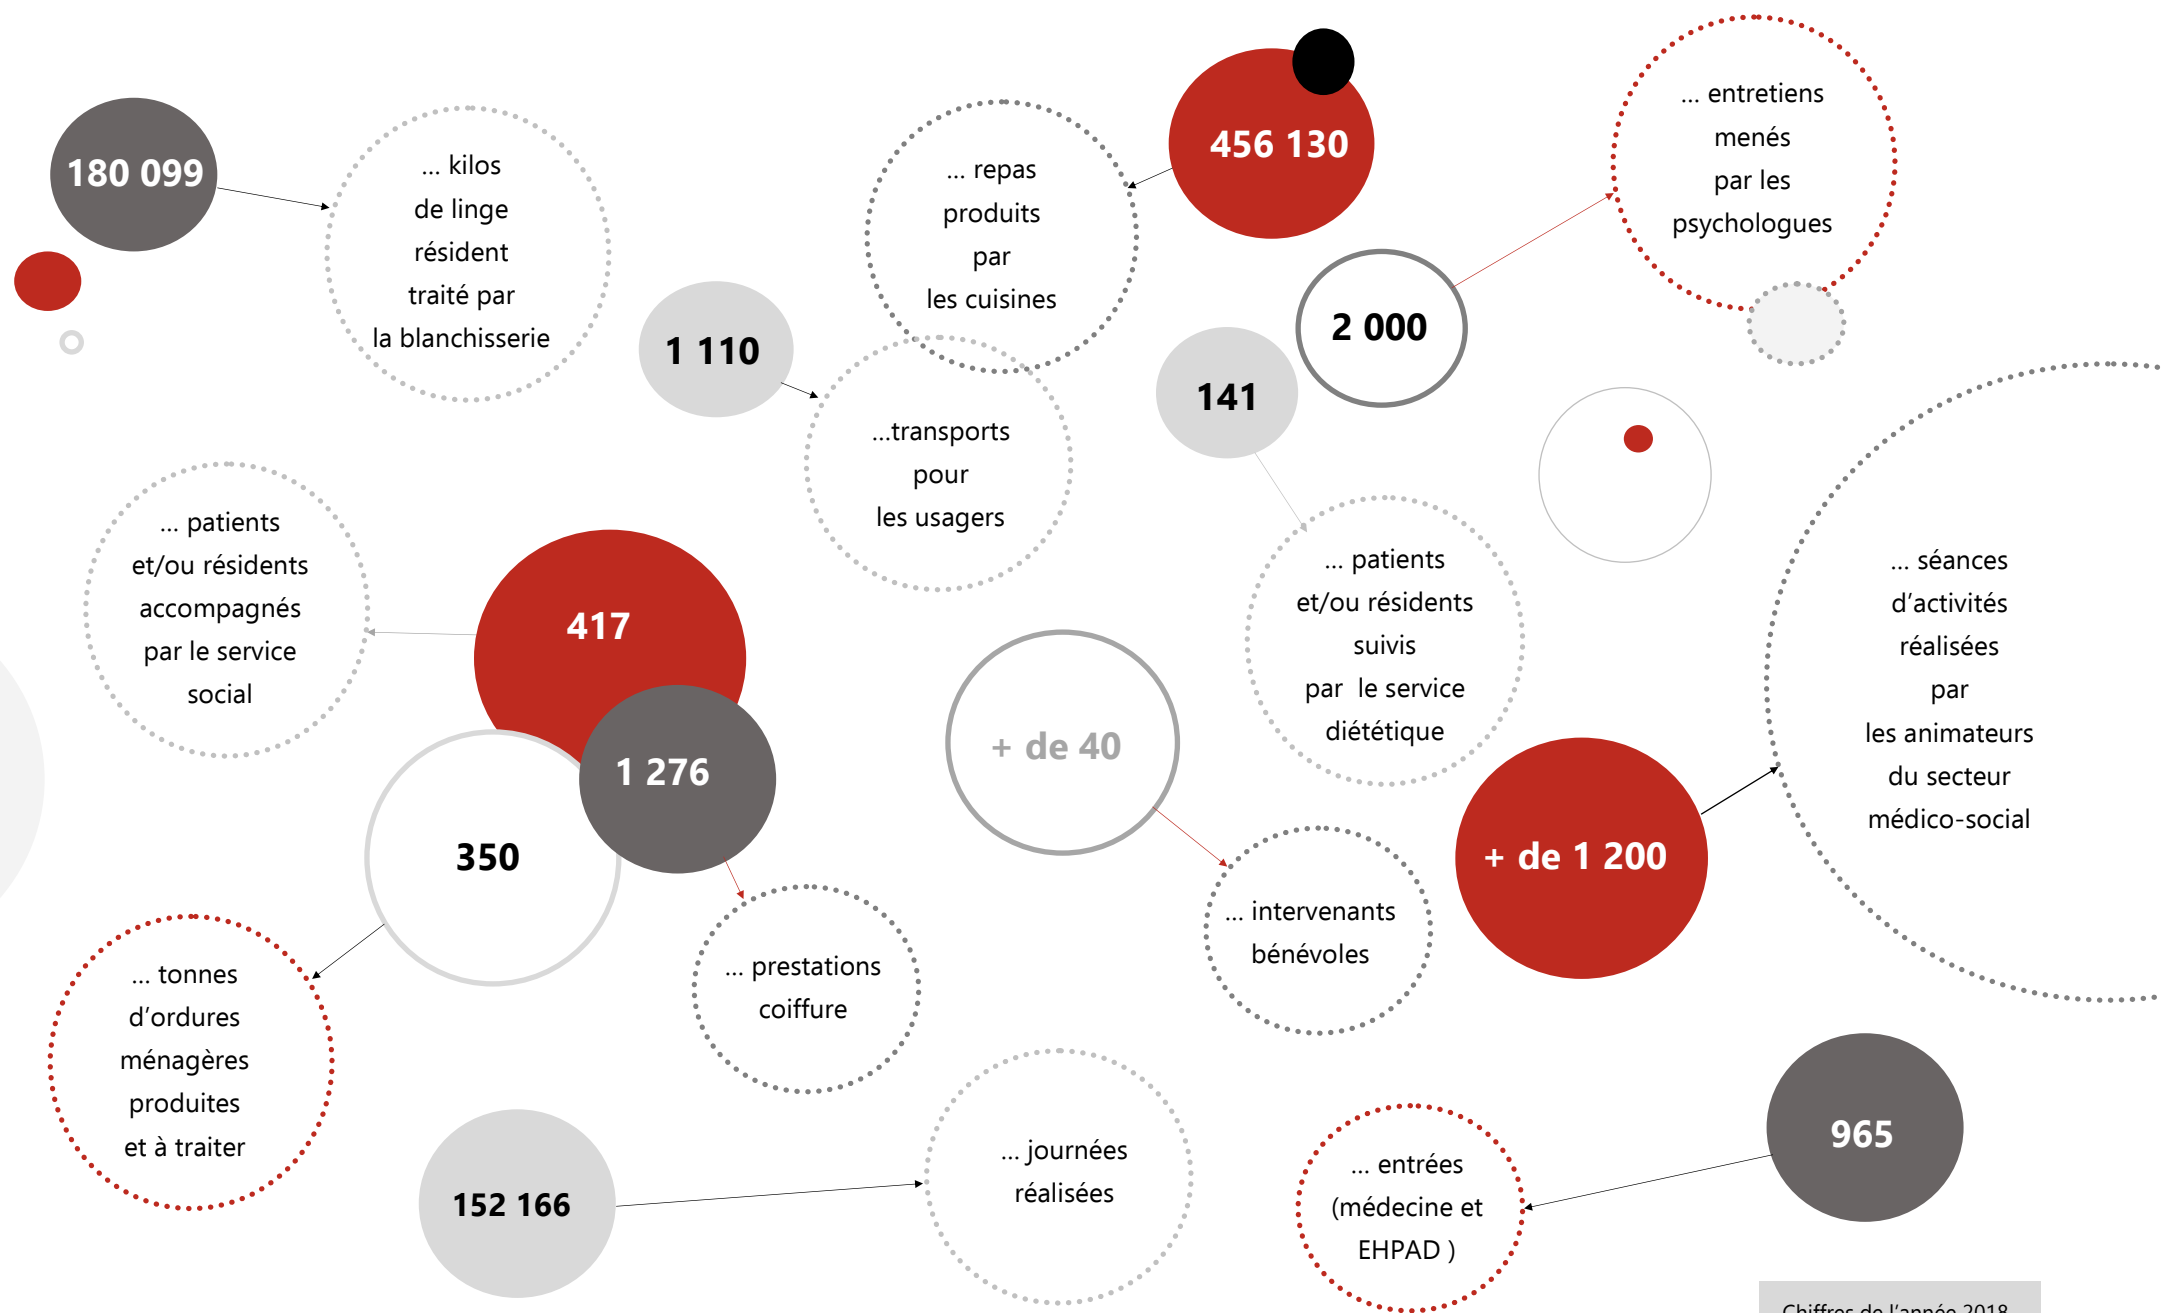 180 099
... kilos
de linge
résident
traité par
la blanchisserie
456 130
... repas
produits
par
les cuisines
2 000
... entretiens
menés
par les
psychologues
1 110
...transports
pour
les usagers
141
... patients
et/ou résidents
suivis
par  le service
diététique
417
... patients
et/ou résidents
accompagnés
par le service
social
1 276
... prestations
coiffure
350
... tonnes
d’ordures
ménagères
produites
et à traiter
+ de 40
... intervenants
bénévoles
+ de 1 200
... séances
d’activités
réalisées
par
les animateurs
du secteur
médico-social
152 166
... journées
réalisées
965
... entrées
(médecine et
EHPAD )
Chiffres de l’année 2018